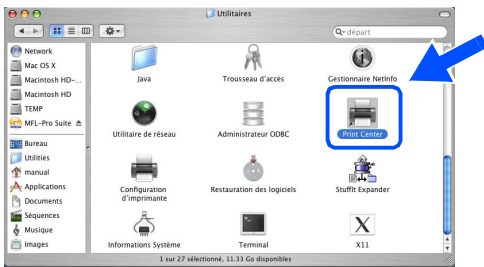 Utilitaires
départ
Network
Mac OS X
Macintosh HD-...
Macintosh HD
TEMP
MFL-Pro Suite
Bureau
Utilities
manual
Applications
Documents
Séquences
Musique
Images
Java
Trousseau d'accès
Gestionnaire NetInfo
Utilitaire de réseau
Administrateur ODBC
Print Center
Configuration
d'imprimante
Restauration des logiciels
StuffIt Expander
Informations Système
Terminal
X11
1 sur 27 sélectionné, 11.33 Go disponibles